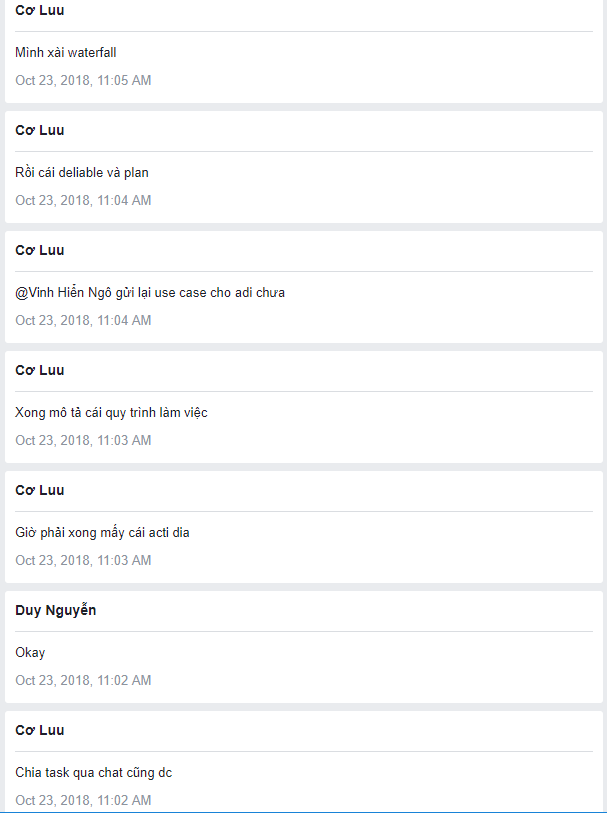 Cơ Luu
Mình xài waterfall
Oct 23, 2018, 11:05 AM
Cơ Luu
Rồi cái deliable và plan
Oct 23, 2018, 11:04 AM
Cơ Luu
@Vinh Hiển Ngô gửi lại use case cho adi chưa
Oct 23, 2018, 11:04 AM
Cơ Luu
Xong mô tả cái quy trình làm việc
Oct 23, 2018, 11:03 AM
Cơ Luu
Giờ phải xong mấy cái acti dia
Oct 23, 2018, 11:03 AM
Duy Nguyễn
Okay
Oct 23, 2018, 11:02 AM
Cơ Luu
Chia task qua chat cũng dc
Oct 23, 2018, 11:02 AM